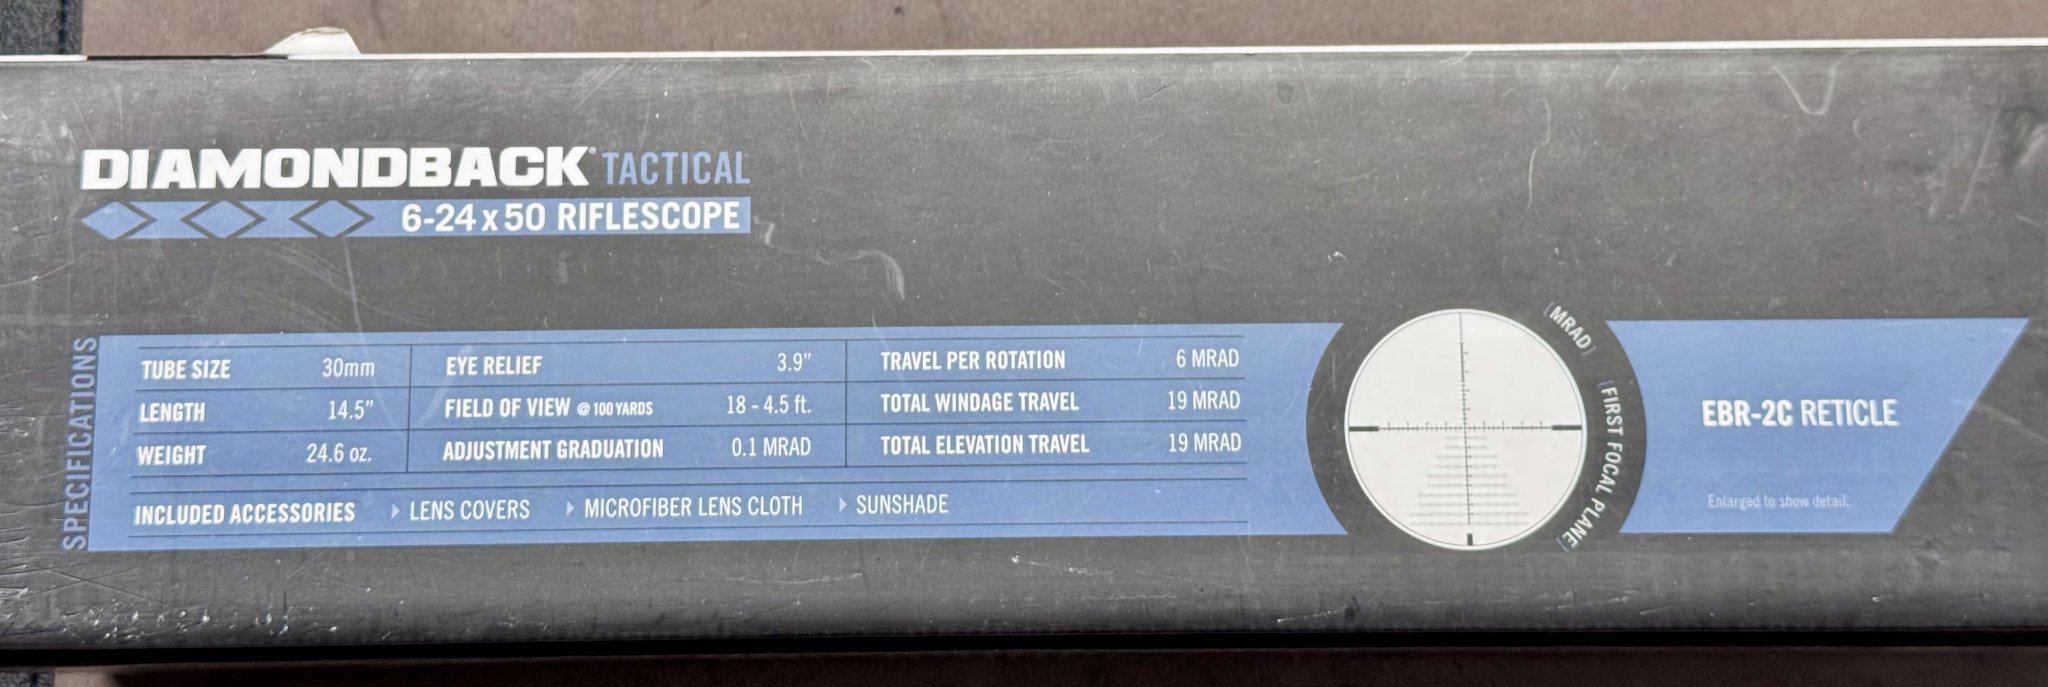 DIAMONDBACK® TACTICAL
6-24 x 50 RIFLESCOPE
SPECIFICATIONS
TUBE SIZE 30mm
LENGTH 14.5”
WEIGHT 24.6 oz.
EYE RELIEF 3.9”
FIELD OF VIEW @ 100 YARDS 18 - 4.5 ft.
ADJUSTMENT GRADUATION 0.1 MRAD
TRAVEL PER ROTATION 6 MRAD
TOTAL WINDAGE TRAVEL 19 MRAD
TOTAL ELEVATION TRAVEL 19 MRAD
INCLUDED ACCESSORIES LENS COVERS MICROFIBER LENS CLOTH SUNSHADE
[MRAD]
[FIRST FOCAL PLANE]
EBR-2C RETICLE
Enlarged to show detail.